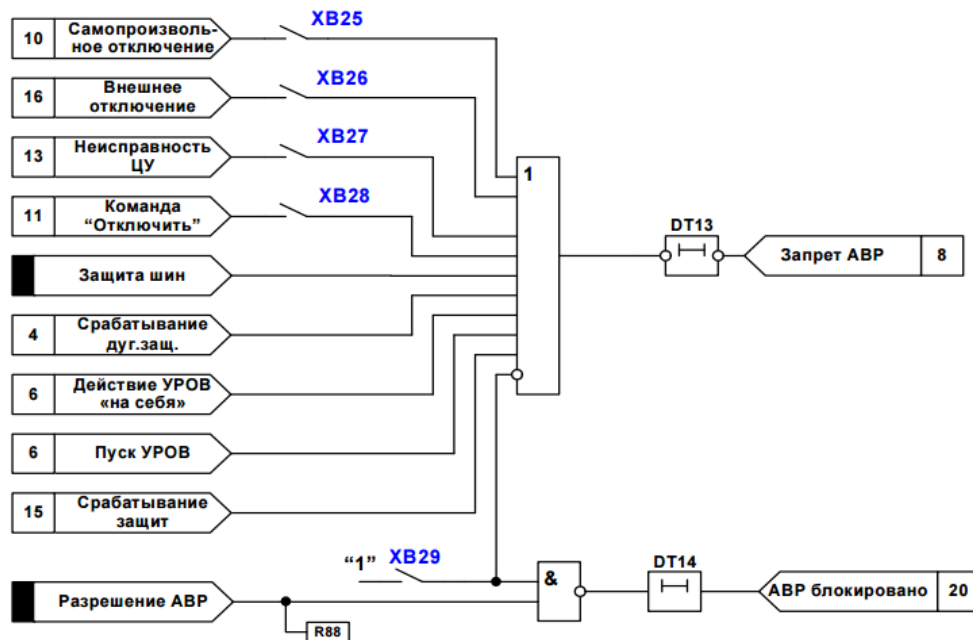 10 Самопроизволь-
ное отключение
XB25
16 Внешнее
отключение
XB26
13 Неисправность
ЦУ
XB27
11 Команда
“Отключить”
XB28
1
DT13
Запрет АВР 8
Защита шин
4 Срабатывание
дуг.защ.
6 Действие УРОВ
«на себя»
6 Пуск УРОВ
15 Срабатывание
защит
“1” XB29
&
DT14
АВР блокировано 20
Разрешение АВР
R88